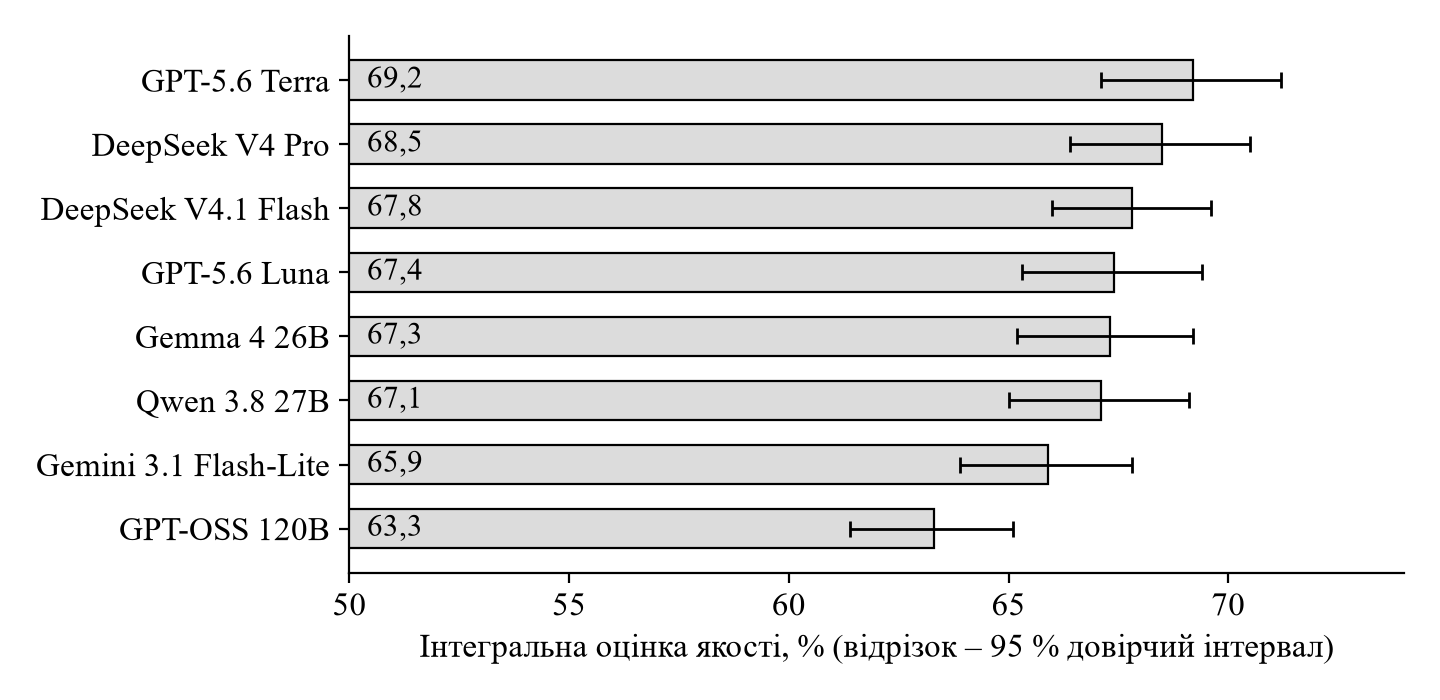 GPT-5.6 Terra 69,2
DeepSeek V4 Pro 68,5
DeepSeek V4.1 Flash 67,8
GPT-5.6 Luna 67,4
Gemma 4 26B 67,3
Qwen 3.8 27B 67,1
Gemini 3.1 Flash-Lite 65,9
GPT-OSS 120B 63,3
50 55 60 65 70
Інтегральна оцінка якості, % (відрізок – 95 % довірчий інтервал)